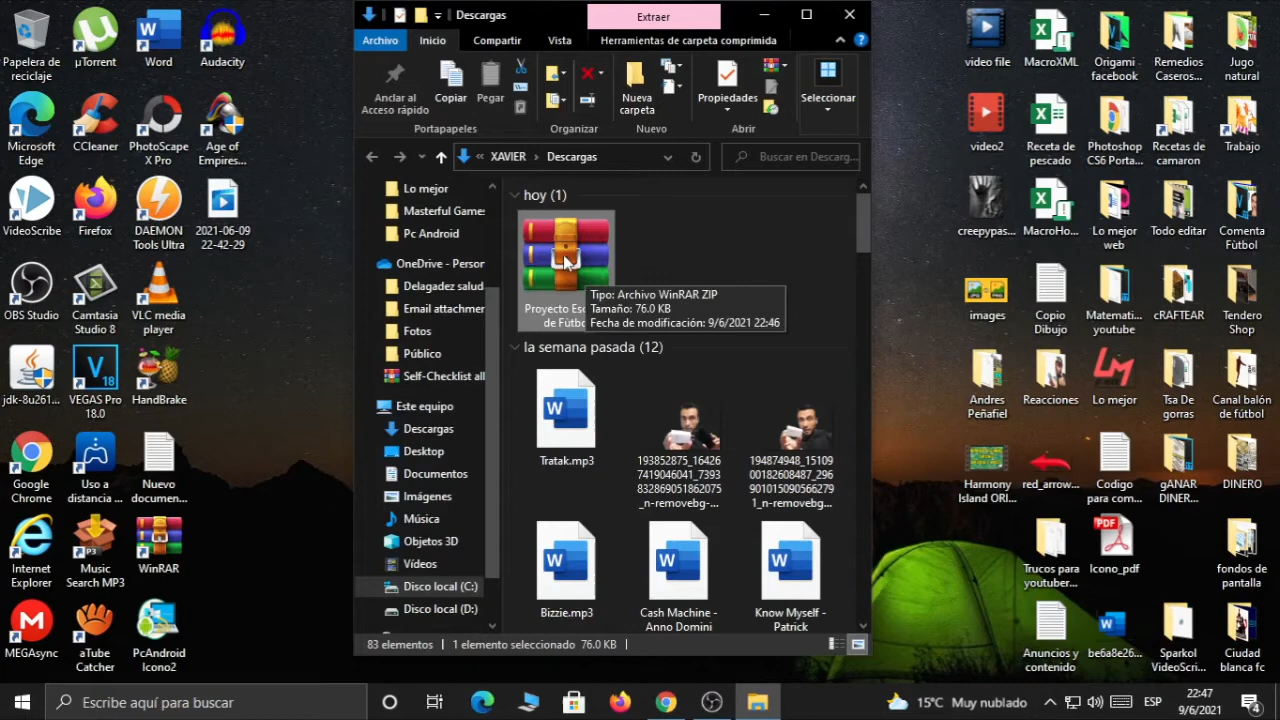 Papelera de
reciclaje
µTorrent
Word
Audacity
Microsoft
Edge
CCleaner
PhotoScape
X Pro
Age of
Empires...
VideoScribe
Firefox
DAEMON
Tools Ultra
2021-06-09
22-42-29
OBS Studio
Camtasia
Studio 8
VLC media
player
jdk-8u261...
VEGAS Pro
18.0
HandBrake
Google
Chrome
Uso a
distancia ...
Nuevo
documen...
Internet
Explorer
Music
Search MP3
WinRAR
MEGAsync
aTube
Catcher
PcAndroid
Icono2
Descargas
Extraer
Archivo
Inicio
Compartir
Vista
Herramientas de carpeta comprimida
Anclar al
Acceso rápido
Copiar
Pegar
Nueva
carpeta
Propiedades
Seleccionar
Portapapeles
Organizar
Nuevo
Abrir
XAVIER
Descargas
Buscar en Descarg...
Lo mejor
Masterful Game
Pc Android
OneDrive - Person
Delagadez salud
Email attachmer
Fotos
Público
Self-Checklist all
Este equipo
Descargas
Desktop
Documentos
Imágenes
Música
Objetos 3D
Vídeos
Disco local (C:)
Disco local (D:)
hoy (1)
Proyecto Esc
de Fútbo
Tipo: Archivo WinRAR ZIP
Tamaño: 76.0 KB
Fecha de modificación: 9/6/2021 22:46
la semana pasada (12)
Tratak.mp3
193852875_16426
7419046041_7393
832869051862075
_n-removebg-...
194874948_15109
00182608487_296
901015090566279
1_n-removebg...
Bizzie.mp3
Cash Machine -
Anno Domini
Know Myself -
Patrick
83 elementos
1 elemento seleccionado 76.0 KB
video file
MacroXML
Origami
facebook
Remedios
Caseros...
Jugo
natural
video2
Receta de
pescado
Photoshop
CS6 Porta...
Recetas de
camaron
Trabajo
creepypas...
MacroHo...
Lo mejor
web
Todo editar
Comenta
Fútbol
images
Copio
Dibujo
Matemati...
youtube
cRAFTEAR
Tendero
Shop
Andres
Peñafiel
Reacciones
Lo mejor
Tsa De
gorras
Canal balón
de fútbol
Harmony
Island ORI...
red_arrow...
Codigo
para com...
gANAR
DINER...
DINERO
Trucos para
youtuber...
Icono_pdf
fondos de
pantalla
Anuncios y
contenido
be6a8e26...
Sparkol
VideoScri...
Ciudad
blanca fc
Escribe aquí para buscar
15°C Muy nublado
ESP
22:47
9/6/2021
4